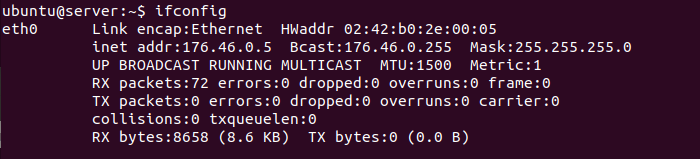 ubuntu@server:~$ ifconfig
eth0      Link encap:Ethernet  HWaddr 02:42:b0:2e:00:05
          inet addr:176.46.0.5  Bcast:176.46.0.255  Mask:255.255.255.0
          UP BROADCAST RUNNING MULTICAST  MTU:1500  Metric:1
          RX packets:72 errors:0 dropped:0 overruns:0 frame:0
          TX packets:0 errors:0 dropped:0 overruns:0 carrier:0
          collisions:0 txqueuelen:0
          RX bytes:8658 (8.6 KB)  TX bytes:0 (0.0 B)